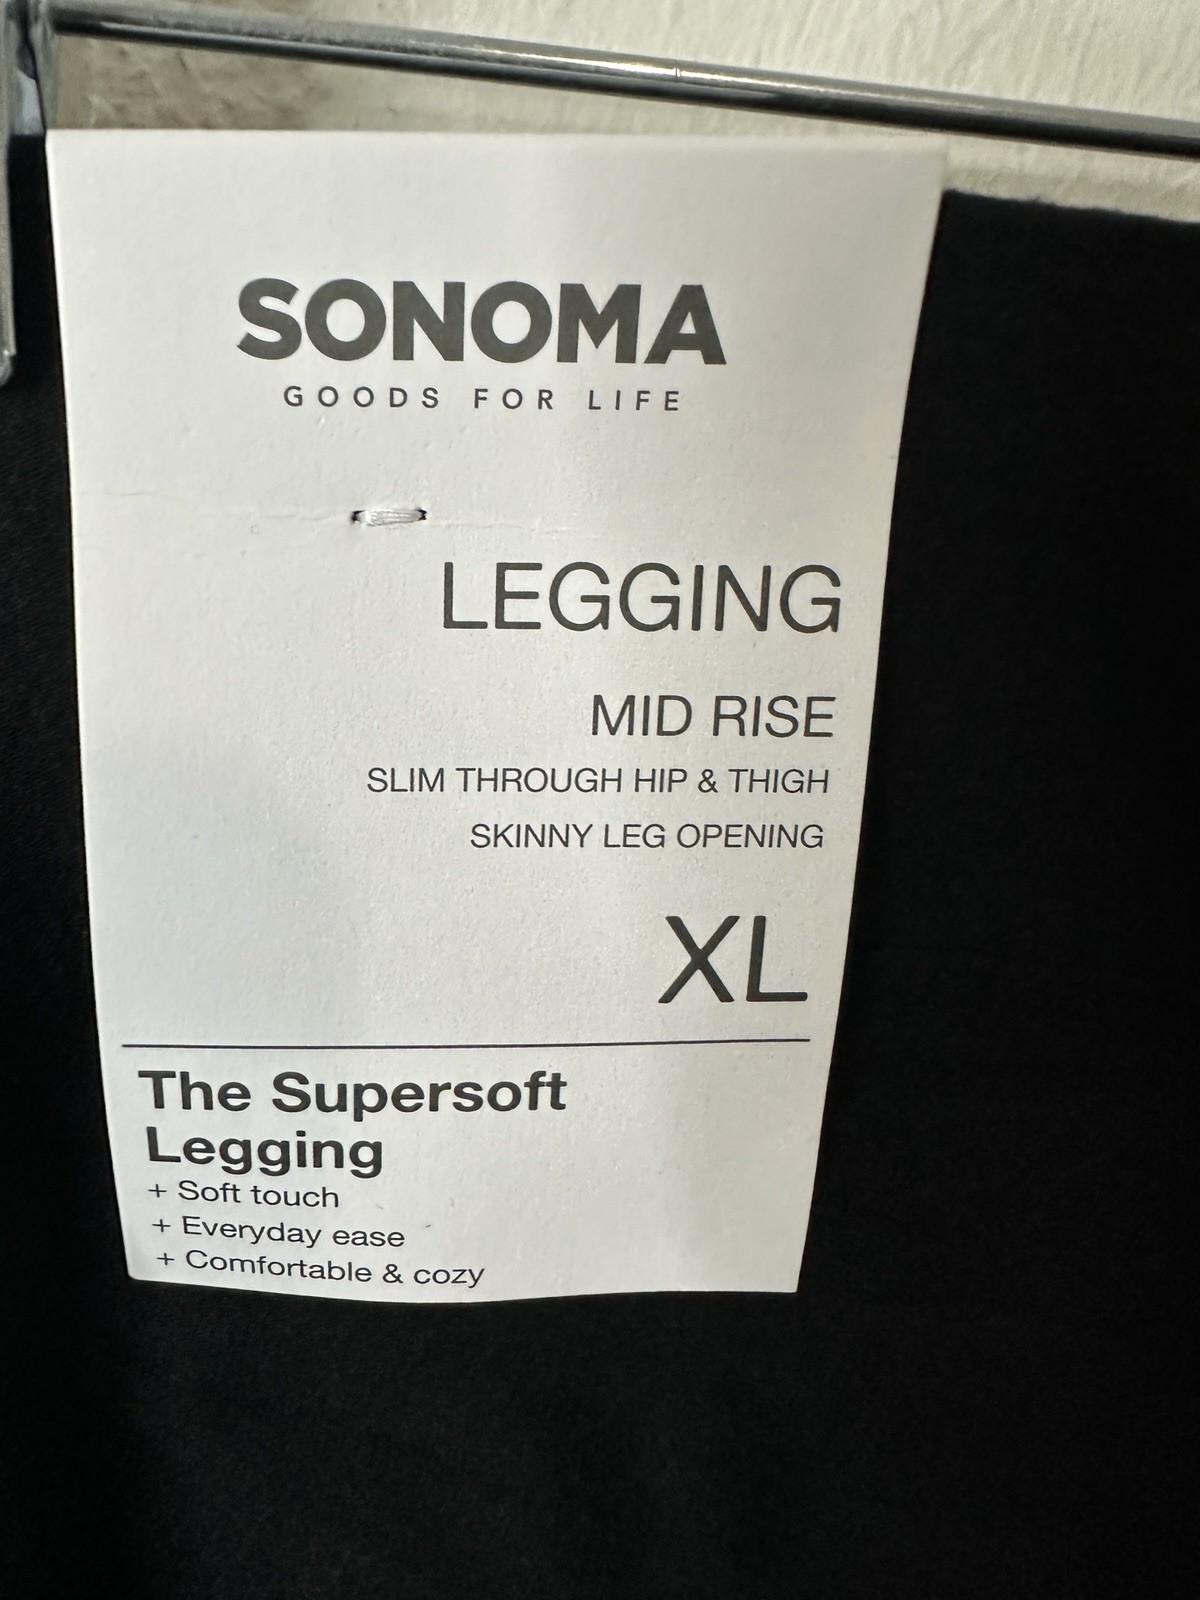 SONOMA
GOODS FOR LIFE
LEGGING
MID RISE
SLIM THROUGH HIP & THIGH
SKINNY LEG OPENING
XL
The Supersoft
Legging
+ Soft touch
+ Everyday ease
+ Comfortable & cozy